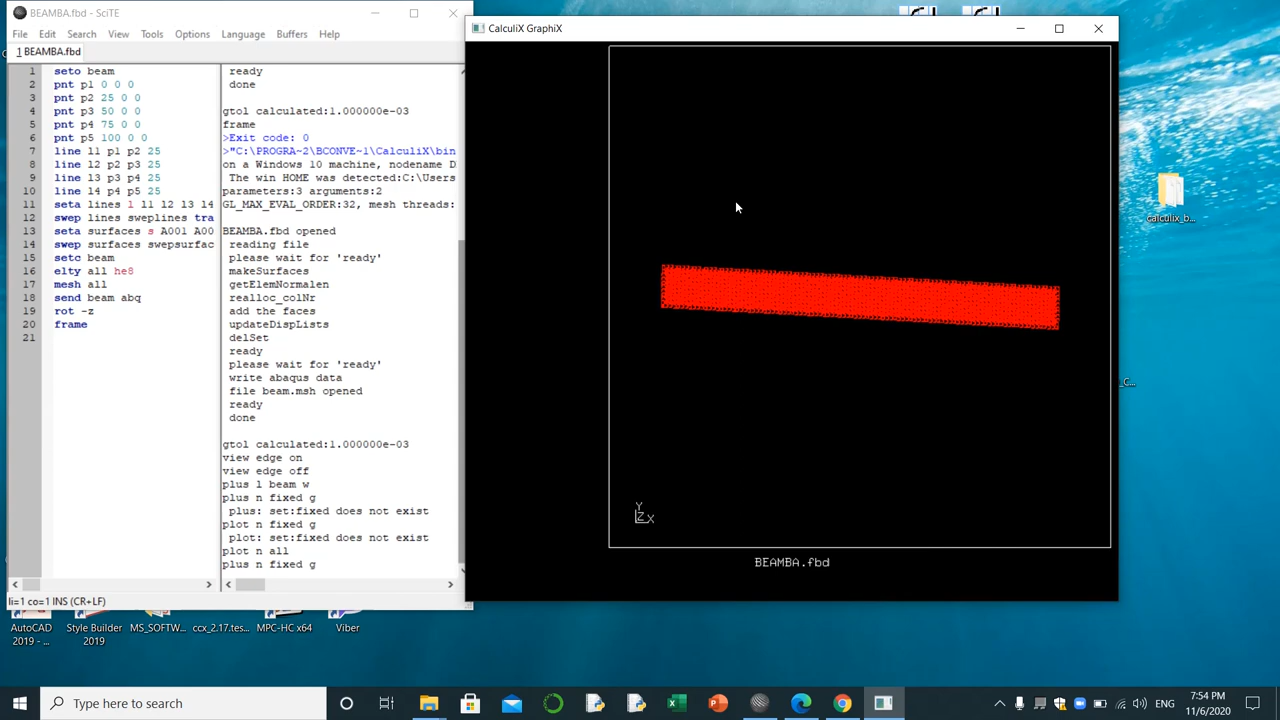 BEAMBA.fbd - SciTE
File Edit Search View Tools Options Language Buffers Help
1 BEAMBA.fbd
1 seto beam
2 pnt p1 0 0 0
3 pnt p2 25 0 0
4 pnt p3 50 0 0
5 pnt p4 75 0 0
6 pnt p5 100 0 0
7 line l1 p1 p2 25
8 line l2 p2 p3 25
9 line l3 p3 p4 25
10 line l4 p4 p5 25
11 seta lines l l1 l2 l3 l4
12 swep lines sweplines tra
13 seta surfaces s A001 A00
14 swep surfaces swepsurfac
15 setc beam
16 elty all he8
17 mesh all
18 send beam abq
19 rot -z
20 frame
21
ready
done
gtol calculated:1.000000e-03
frame
>Exit code: 0
>"C:\PROGRA~2\BCONVE~1\CalculiX\bin
on a Windows 10 machine, nodename D
The win HOME was detected:C:\Users
parameters:3 arguments:2
GL_MAX_EVAL_ORDER:32, mesh threads:
BEAMBA.fbd opened
reading file
please wait for 'ready'
makeSurfaces
getElemNormalen
realloc_colNr
add the faces
updateDispLists
delSet
ready
please wait for 'ready'
write abaqus data
file beam.msh opened
ready
done
gtol calculated:1.000000e-03
view edge on
view edge off
plus l beam w
plus n fixed g
plus: set:fixed does not exist
plot n fixed g
plot: set:fixed does not exist
plot n all
plus n fixed g
li=1 co=1 INS (CR+LF)
CalculiX GraphiX
Y
Z X
BEAMBA.fbd
calculix_b...
_C...
AutoCAD 2019 - ...
Style Builder 2019
MS_SOFTW...
ccx_2.17.tes...
MPC-HC x64
Viber
Type here to search
ENG
7:54 PM
11/6/2020